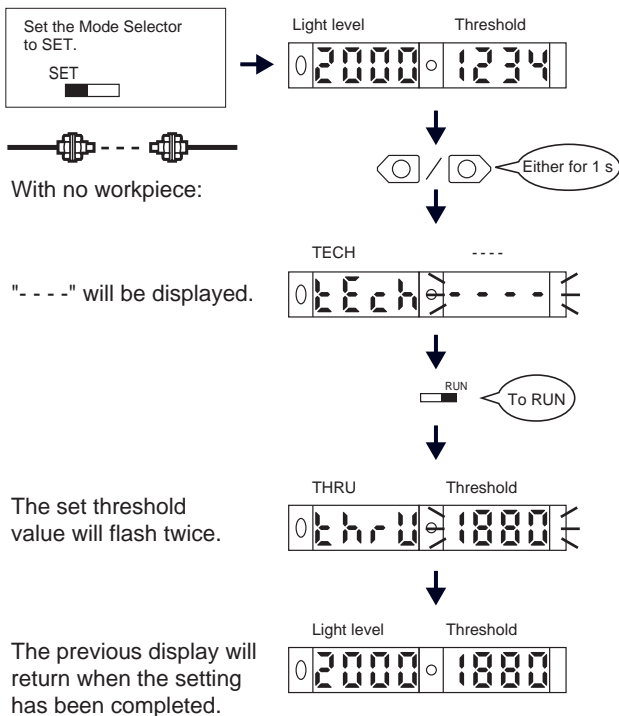 Set the Mode Selector
to SET.
SET
Light level Threshold
2000 1234
Either for 1 s
With no workpiece:
TECH - - - -
"- - - -" will be displayed.
tEch - - - -
RUN
To RUN
THRU Threshold
The set threshold
value will flash twice.
thrU 1880
Light level Threshold
The previous display will
return when the setting
has been completed.
2000 1880